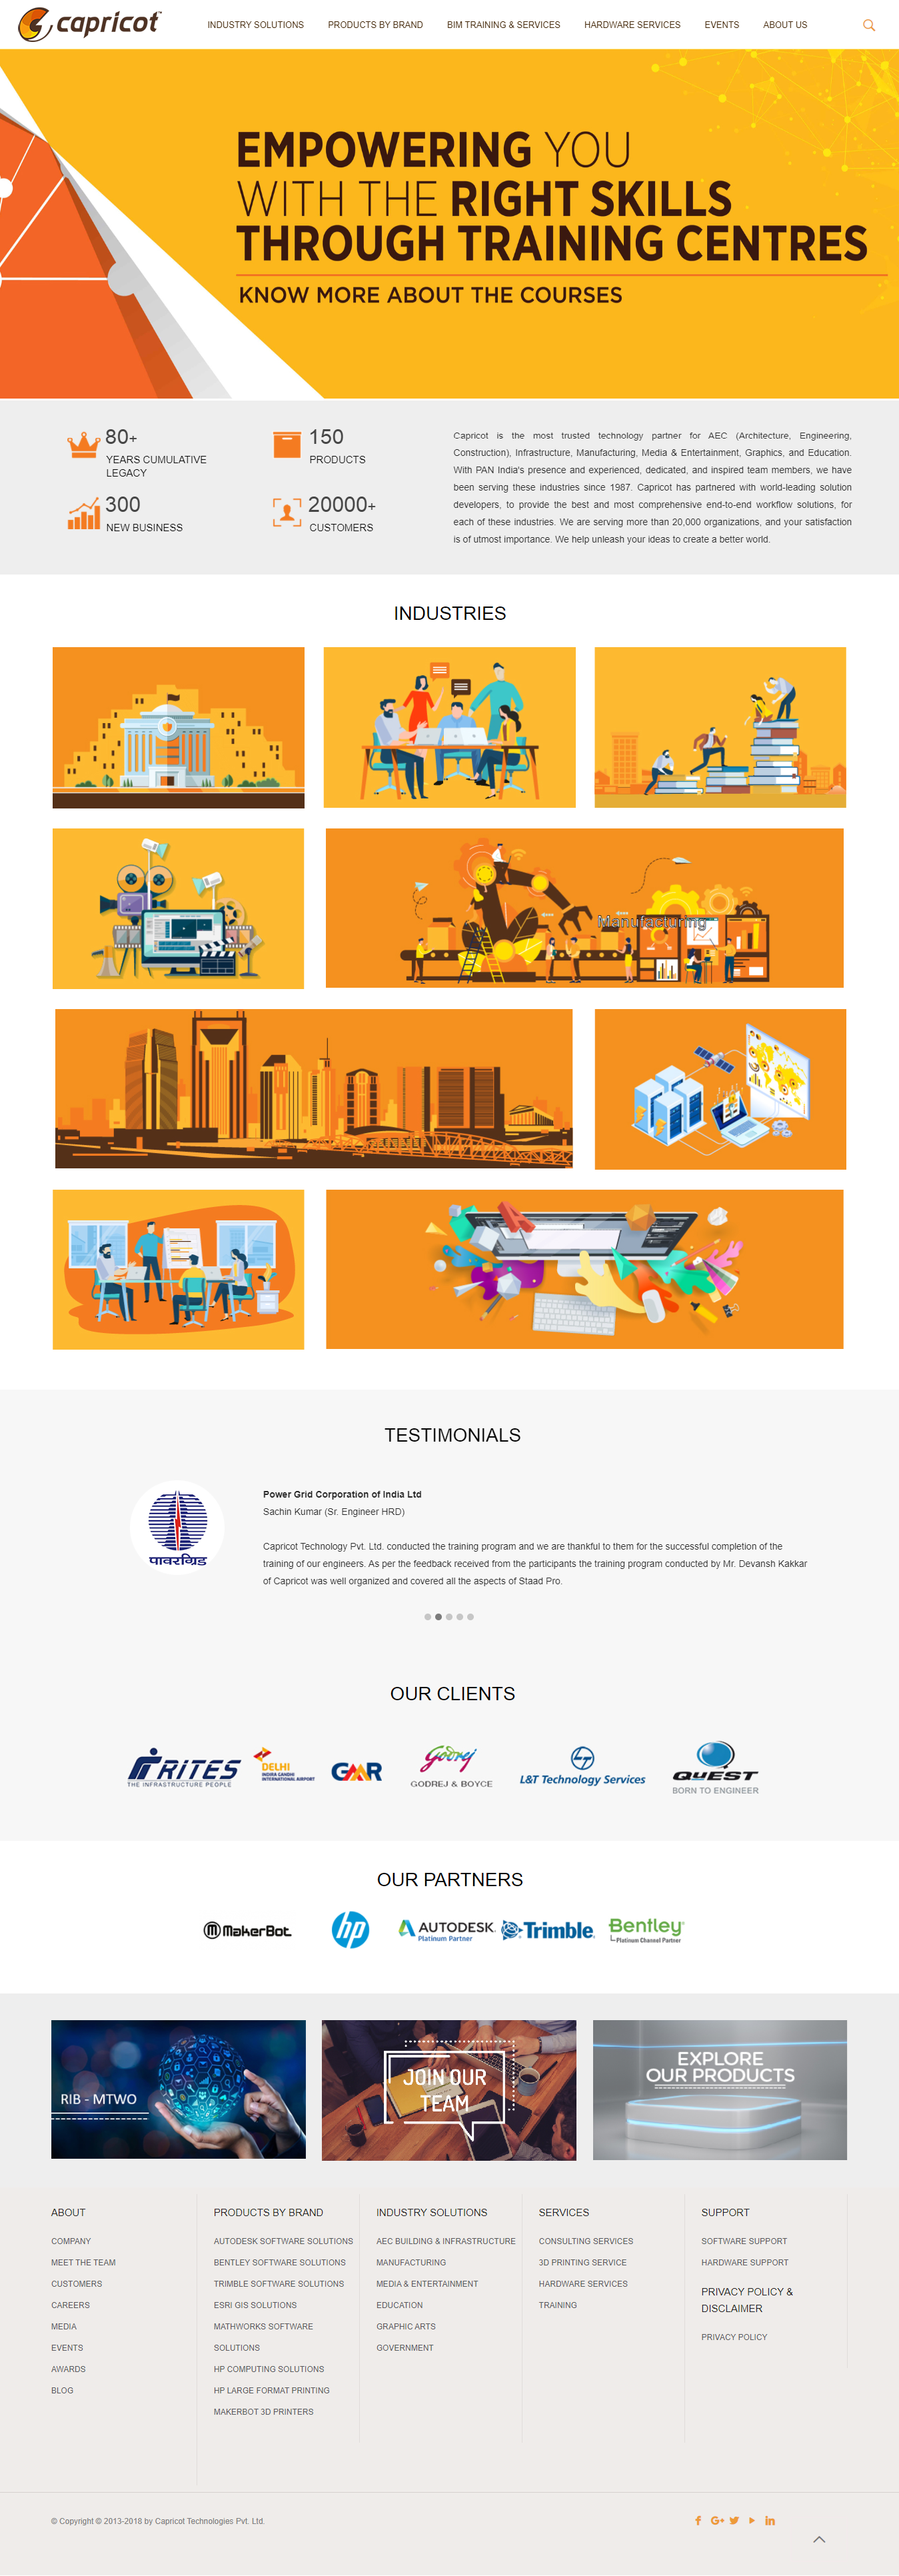 capricot™
INDUSTRY SOLUTIONS
PRODUCTS BY BRAND
BIM TRAINING & SERVICES
HARDWARE SERVICES
EVENTS
ABOUT US
EMPOWERING YOU
WITH THE RIGHT SKILLS
THROUGH TRAINING CENTRES
KNOW MORE ABOUT THE COURSES
80+
YEARS CUMULATIVE
LEGACY
150
PRODUCTS
300
NEW BUSINESS
20000+
CUSTOMERS
Capricot is the most trusted technology partner for AEC (Architecture, Engineering,
Construction), Infrastructure, Manufacturing, Media & Entertainment, Graphics, and Education.
With PAN India's presence and experienced, dedicated, and inspired team members, we have
been serving these industries since 1987. Capricot has partnered with world-leading solution
developers, to provide the best and most comprehensive end-to-end workflow solutions, for
each of these industries. We are serving more than 20,000 organizations, and your satisfaction
is of utmost importance. We help unleash your ideas to create a better world.
INDUSTRIES
Manufacturing
TESTIMONIALS
पावरग्रिड
Power Grid Corporation of India Ltd
Sachin Kumar (Sr. Engineer HRD)
Capricot Technology Pvt. Ltd. conducted the training program and we are thankful to them for the successful completion of the
training of our engineers. As per the feedback received from the participants the training program conducted by Mr. Devansh Kakkar
of Capricot was well organized and covered all the aspects of Staad Pro.
OUR CLIENTS
RITES
THE INFRASTRUCTURE PEOPLE
DELHI
INDIRA GANDHI
INTERNATIONAL AIRPORT
GMR
Godrej
GODREJ & BOYCE
L&T Technology Services
QuEST
BORN TO ENGINEER
OUR PARTNERS
MakerBot
hp
AUTODESK
Platinum Partner
Trimble
Bentley
Platinum Channel Partner
RIB - MTWO
JOIN OUR
TEAM
EXPLORE
OUR PRODUCTS
ABOUT
COMPANY
MEET THE TEAM
CUSTOMERS
CAREERS
MEDIA
EVENTS
AWARDS
BLOG
PRODUCTS BY BRAND
AUTODESK SOFTWARE SOLUTIONS
BENTLEY SOFTWARE SOLUTIONS
TRIMBLE SOFTWARE SOLUTIONS
ESRI GIS SOLUTIONS
MATHWORKS SOFTWARE
SOLUTIONS
HP COMPUTING SOLUTIONS
HP LARGE FORMAT PRINTING
MAKERBOT 3D PRINTERS
INDUSTRY SOLUTIONS
AEC BUILDING & INFRASTRUCTURE
MANUFACTURING
MEDIA & ENTERTAINMENT
EDUCATION
GRAPHIC ARTS
GOVERNMENT
SERVICES
CONSULTING SERVICES
3D PRINTING SERVICE
HARDWARE SERVICES
TRAINING
SUPPORT
SOFTWARE SUPPORT
HARDWARE SUPPORT
PRIVACY POLICY &
DISCLAIMER
PRIVACY POLICY
© Copyright © 2013-2018 by Capricot Technologies Pvt. Ltd.